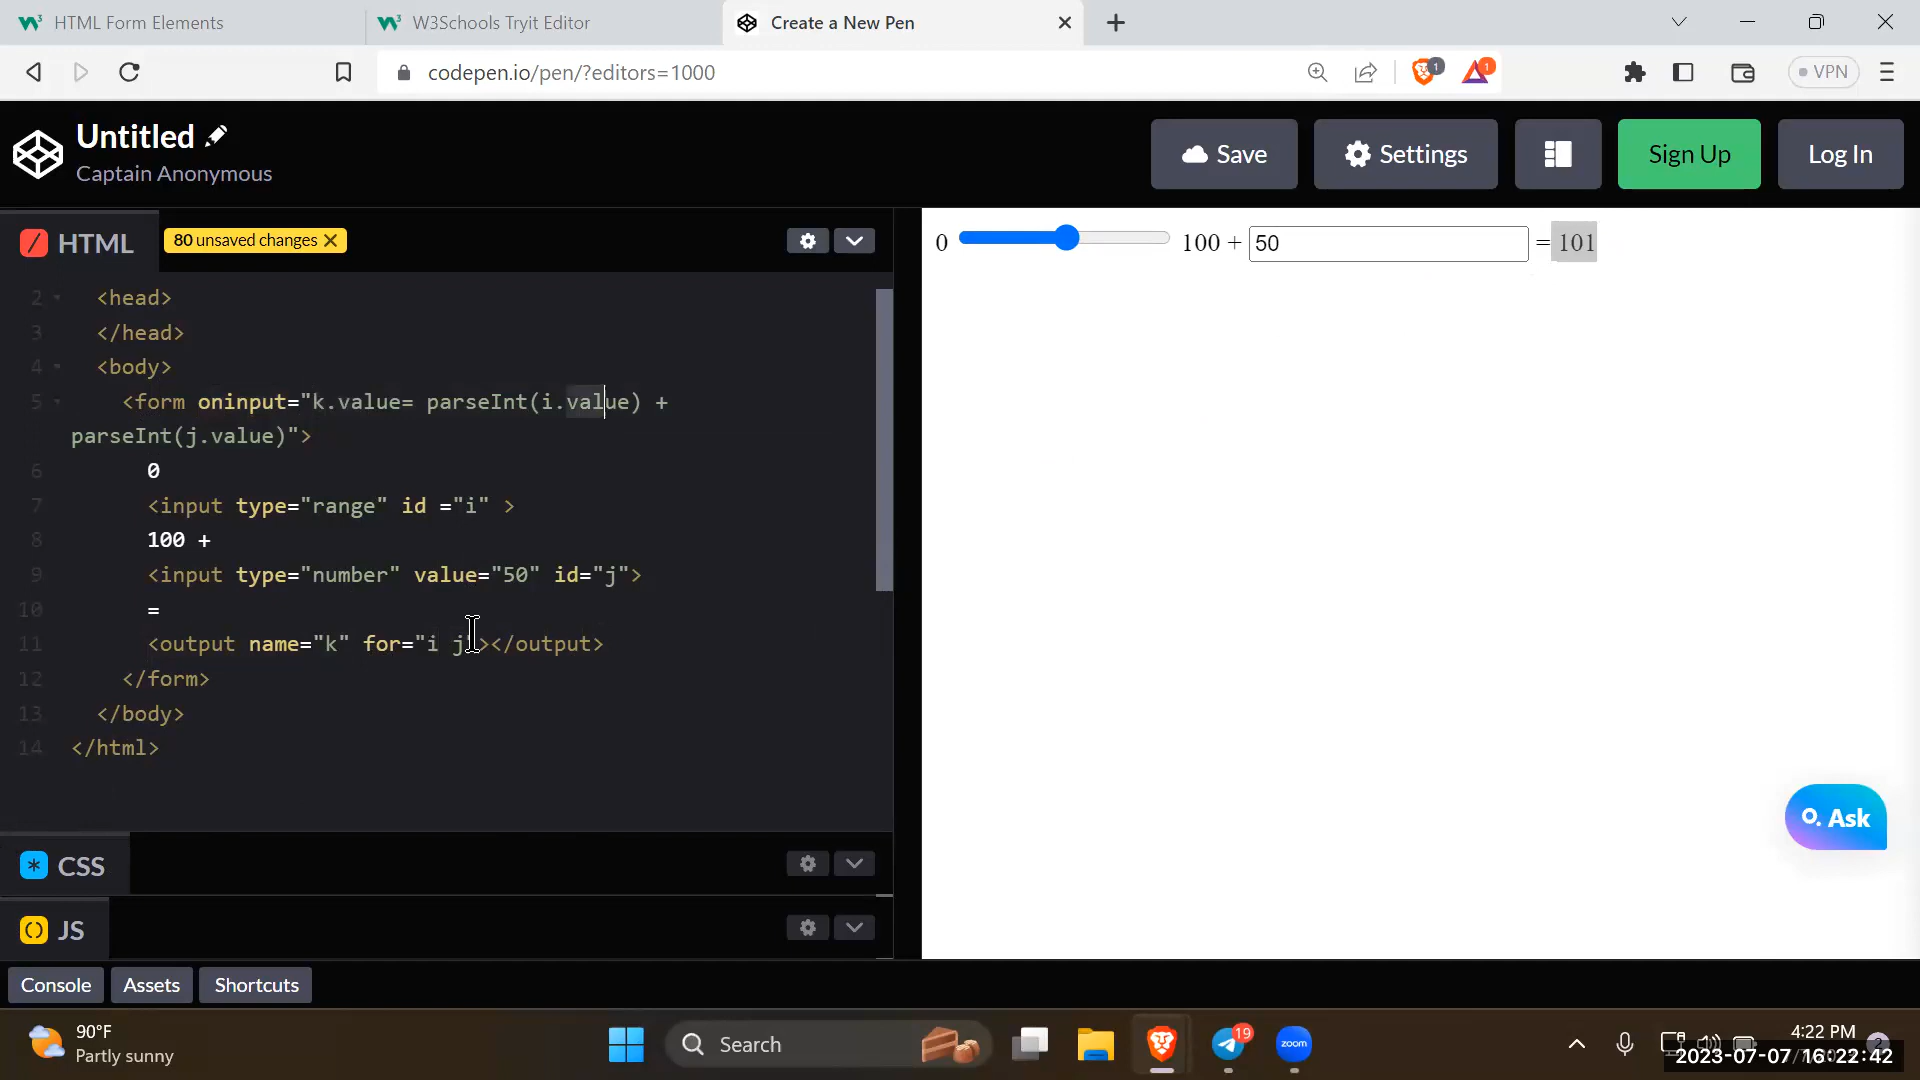 HTML Form Elements
W3Schools Tryit Editor
Create a New Pen
codepen.io/pen/?editors=1000
1
1
VPN
Untitled
Captain Anonymous
Save
Settings
Sign Up
Log In
HTML
80 unsaved changes
2 <head>
3 </head>
4 <body>
5 <form oninput="k.value= parseInt(i.value) +
parseInt(j.value)">
6 0
7 <input type="range" id ="i" >
8 100 +
9 <input type="number" value="50" id="j">
10 =
11 <output name="k" for="i j"></output>
12 </form>
13 </body>
14 </html>
0 100 + 50 = 101
Ask
CSS
JS
Console
Assets
Shortcuts
90°F
Partly sunny
Search
19
zoom
4:22 PM
2023-07-07 16:22:42